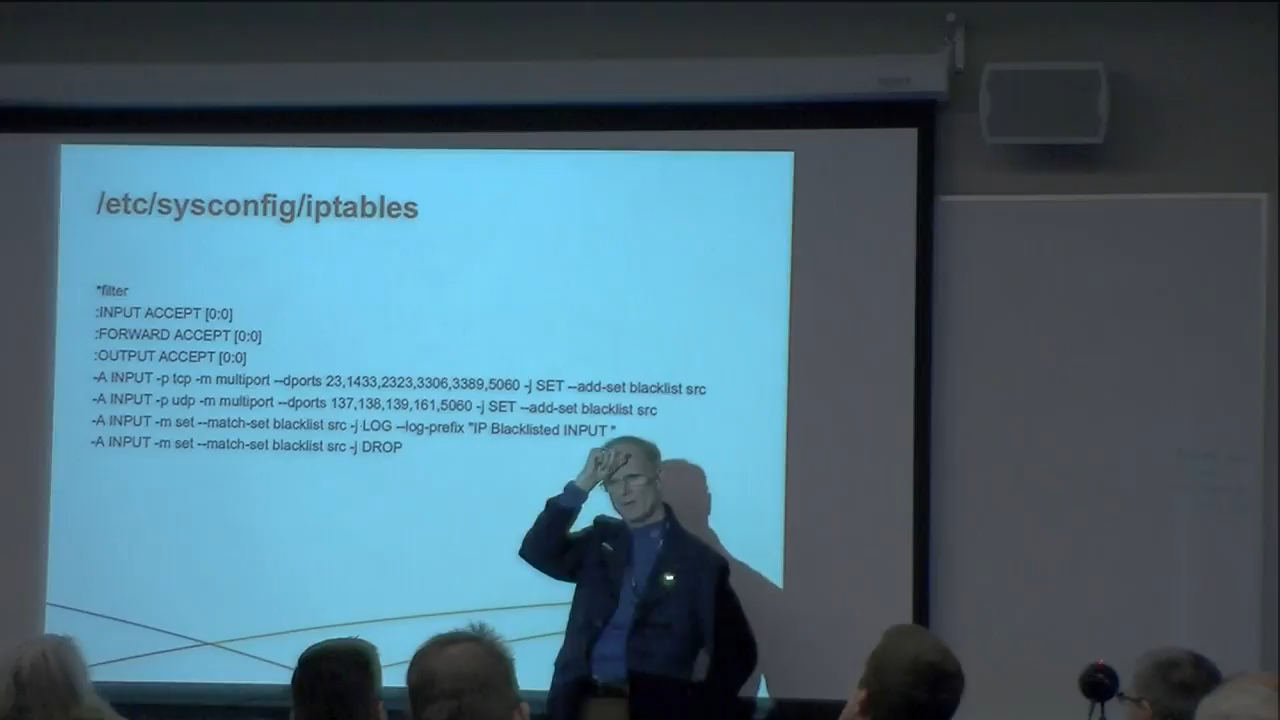 /etc/sysconfig/iptables
*filter
:INPUT ACCEPT [0:0]
:FORWARD ACCEPT [0:0]
:OUTPUT ACCEPT [0:0]
-A INPUT -p tcp -m multiport --dports 23,1433,2323,3306,3389,5060 -j SET --add-set blacklist src
-A INPUT -p udp -m multiport --dports 137,138,139,161,5060 -j SET --add-set blacklist src
-A INPUT -m set --match-set blacklist src -j LOG --log-prefix "IP Blacklisted INPUT "
-A INPUT -m set --match-set blacklist src -j DROP